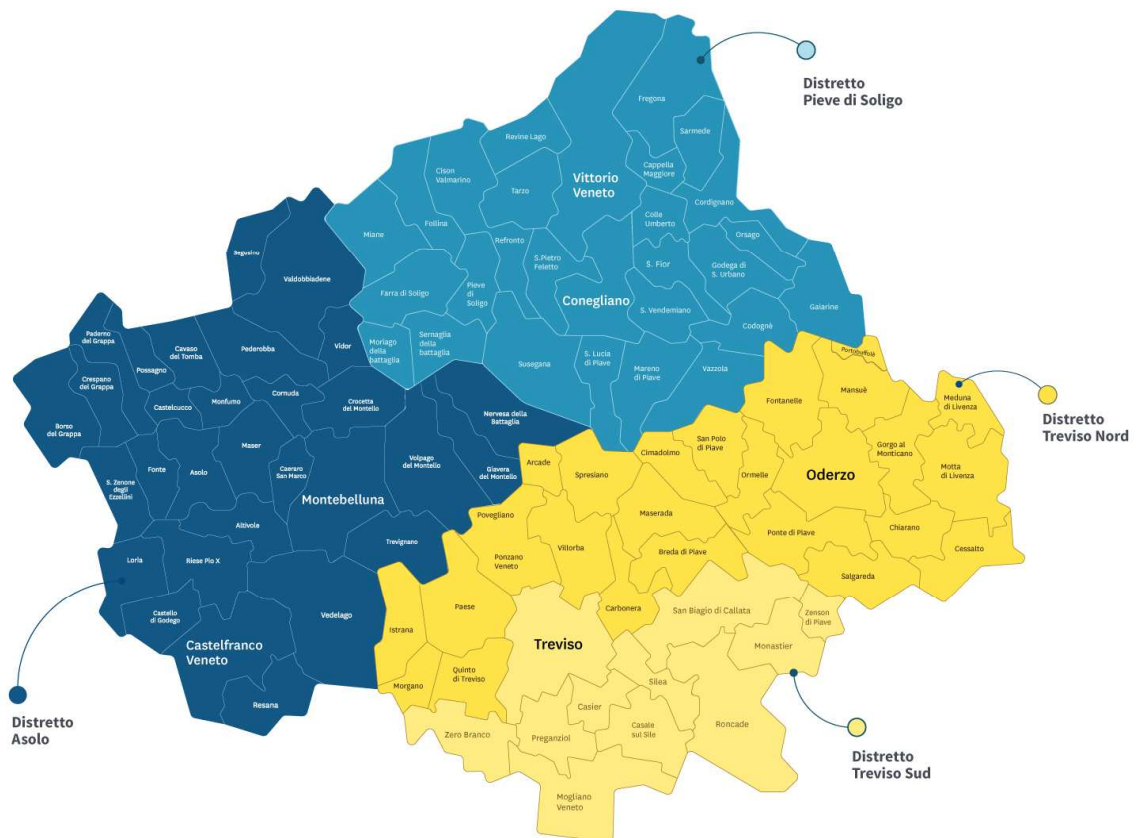 Distretto
Pieve di Soligo
Fregona
Sarmede
Revine Lago
Cison
Valmarino
Cappella
Maggiore
Vittorio
Veneto
Tarzo
Cordignano
Colle
Umberto
Follina
Miane
Orsago
Refronto
S.Pietro
Feletto
S. Fior
Godega di
S. Urbano
Segusino
Valdobbiadene
Pieve
di
Soligo
Farra di Soligo
Conegliano
Gaiarine
S. Vendemiano
Codognè
Moriago
della
battaglia
Sernaglia
della
battaglia
Susegana
S. Lucia
di Piave
Mareno
di Piave
Vazzola
Paderno
del Grappa
Cavaso
del Tomba
Pederobba
Vidor
Possagno
Portobuffolè
Crespano
del Grappa
Castelcucco
Monfumo
Cornuda
Crocetta
del Montello
Nervesa della
Battaglia
Fontanelle
Mansuè
Meduna
di Livenza
Distretto
Treviso Nord
Borso
del Grappa
Maser
Volpago
del Montello
Giavera
del Montello
Arcade
Spresiano
Cimadolmo
San Polo
di Piave
Ormelle
Gorgo al
Monticano
Oderzo
Motta
di Livenza
S. Zenone
degli
Ezzellini
Fonte
Asolo
Caeraro
San Marco
Montebelluna
Povegliano
Maserada
Altivole
Trevignano
Ponzano
Veneto
Villorba
Breda di Piave
Ponte di Piave
Chiarano
Cessalto
Loria
Riese Pio X
Salgareda
Castello
di Godego
Vedelago
Paese
Carbonera
San Biagio di Callata
Zenson
di Piave
Istrana
Castelfranco
Veneto
Treviso
Monastier
Morgano
Quinto
di Treviso
Silea
Resana
Casier
Roncade
Distretto
Asolo
Zero Branco
Preganziol
Casale
sul Sile
Distretto
Treviso Sud
Mogliano
Veneto